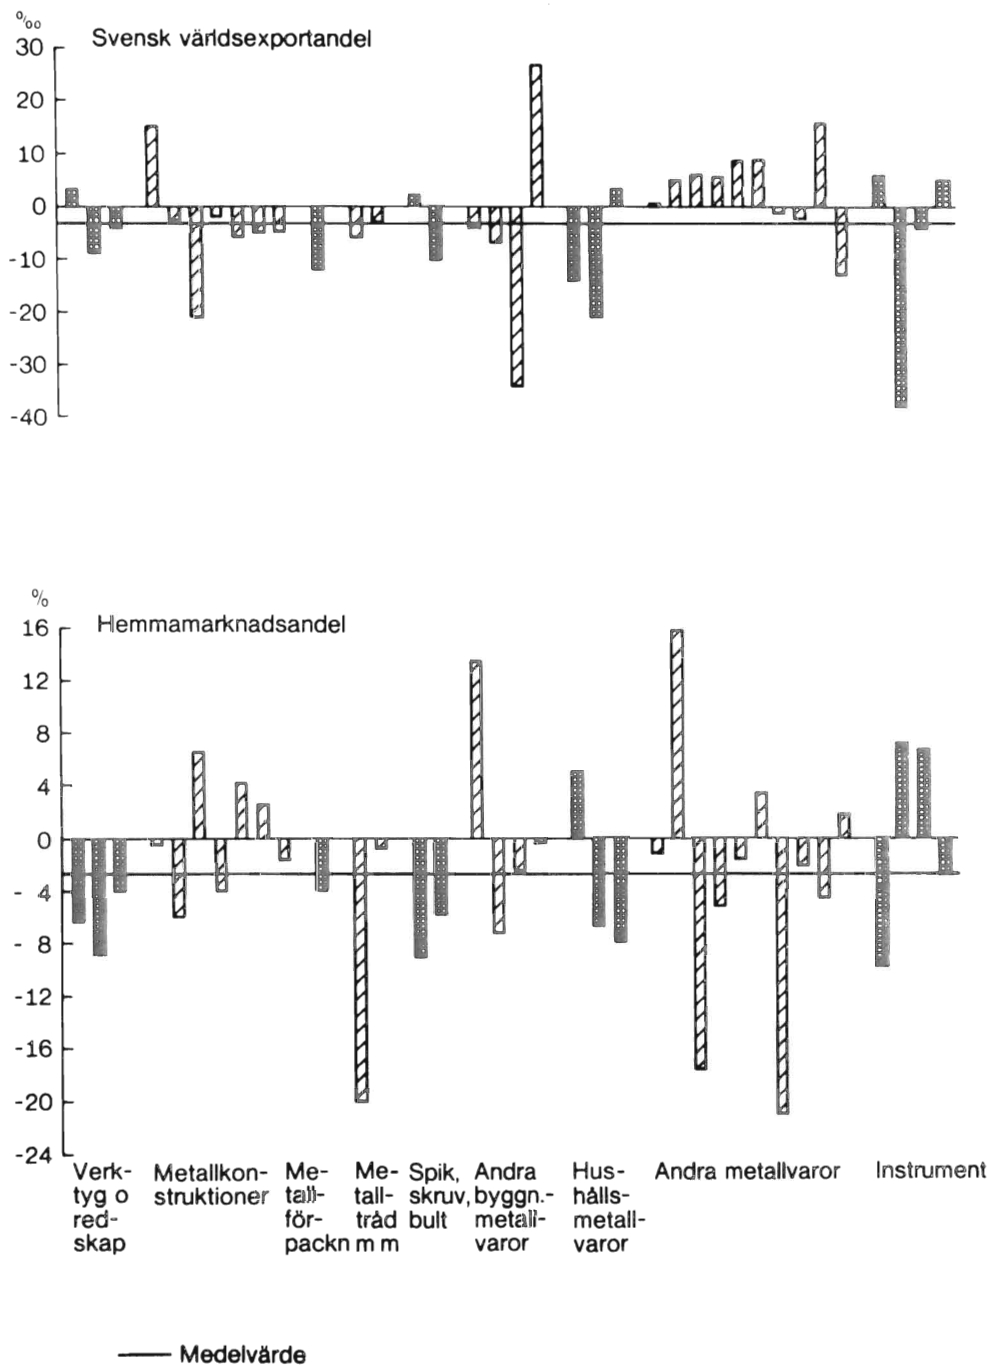 ‰
Svensk världsexportandel
30
20
10
0
-10
-20
-30
-40
%
Hemmamarknadsandel
16
12
8
4
0
- 4
- 8
-12
-16
-20
-24
Verk-
tyg o
red-
skap
Metallkon-
struktioner
Me-
tall-
för-
packn
Me-
tall-
tråd
m m
Spik,
skruv,
bult
Andra
byggn.-
metall-
varor
Hus-
hålls-
metall-
varor
Andra metallvaror
Instrument
Medelvärde